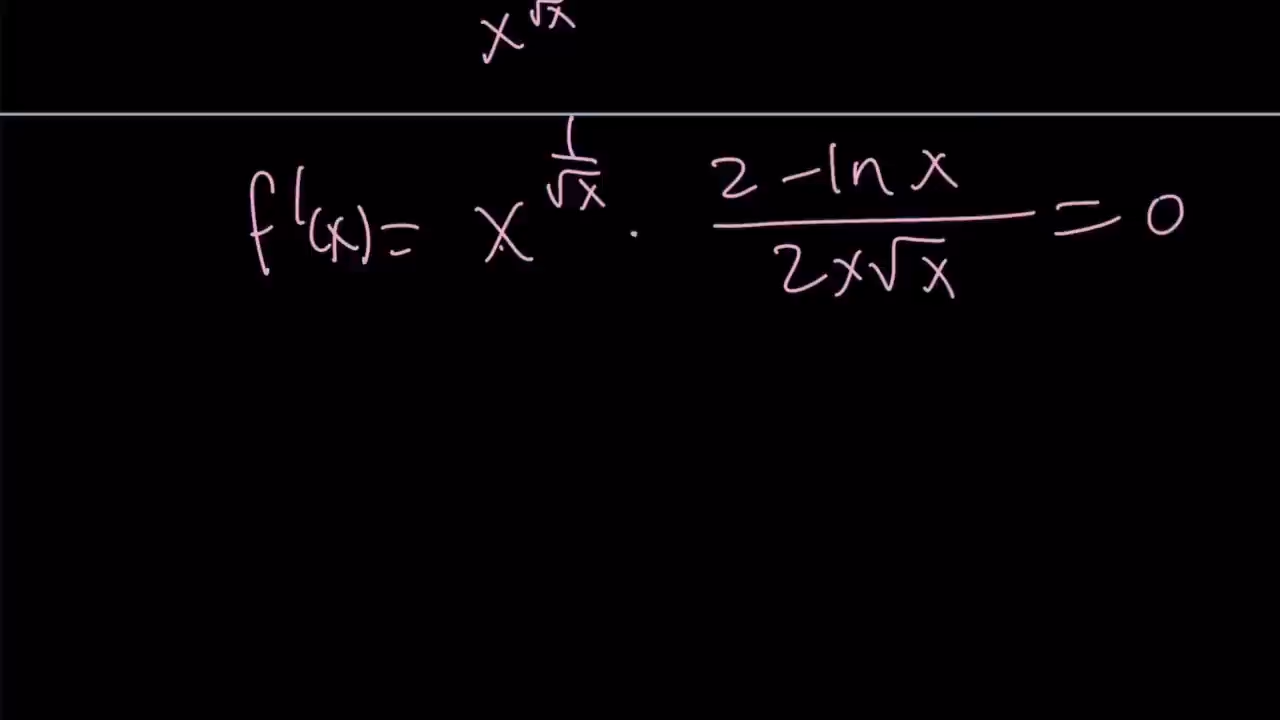 x^√x
f'(x) = x^(1/√x) · (2 - ln x)/(2x√x) = 0